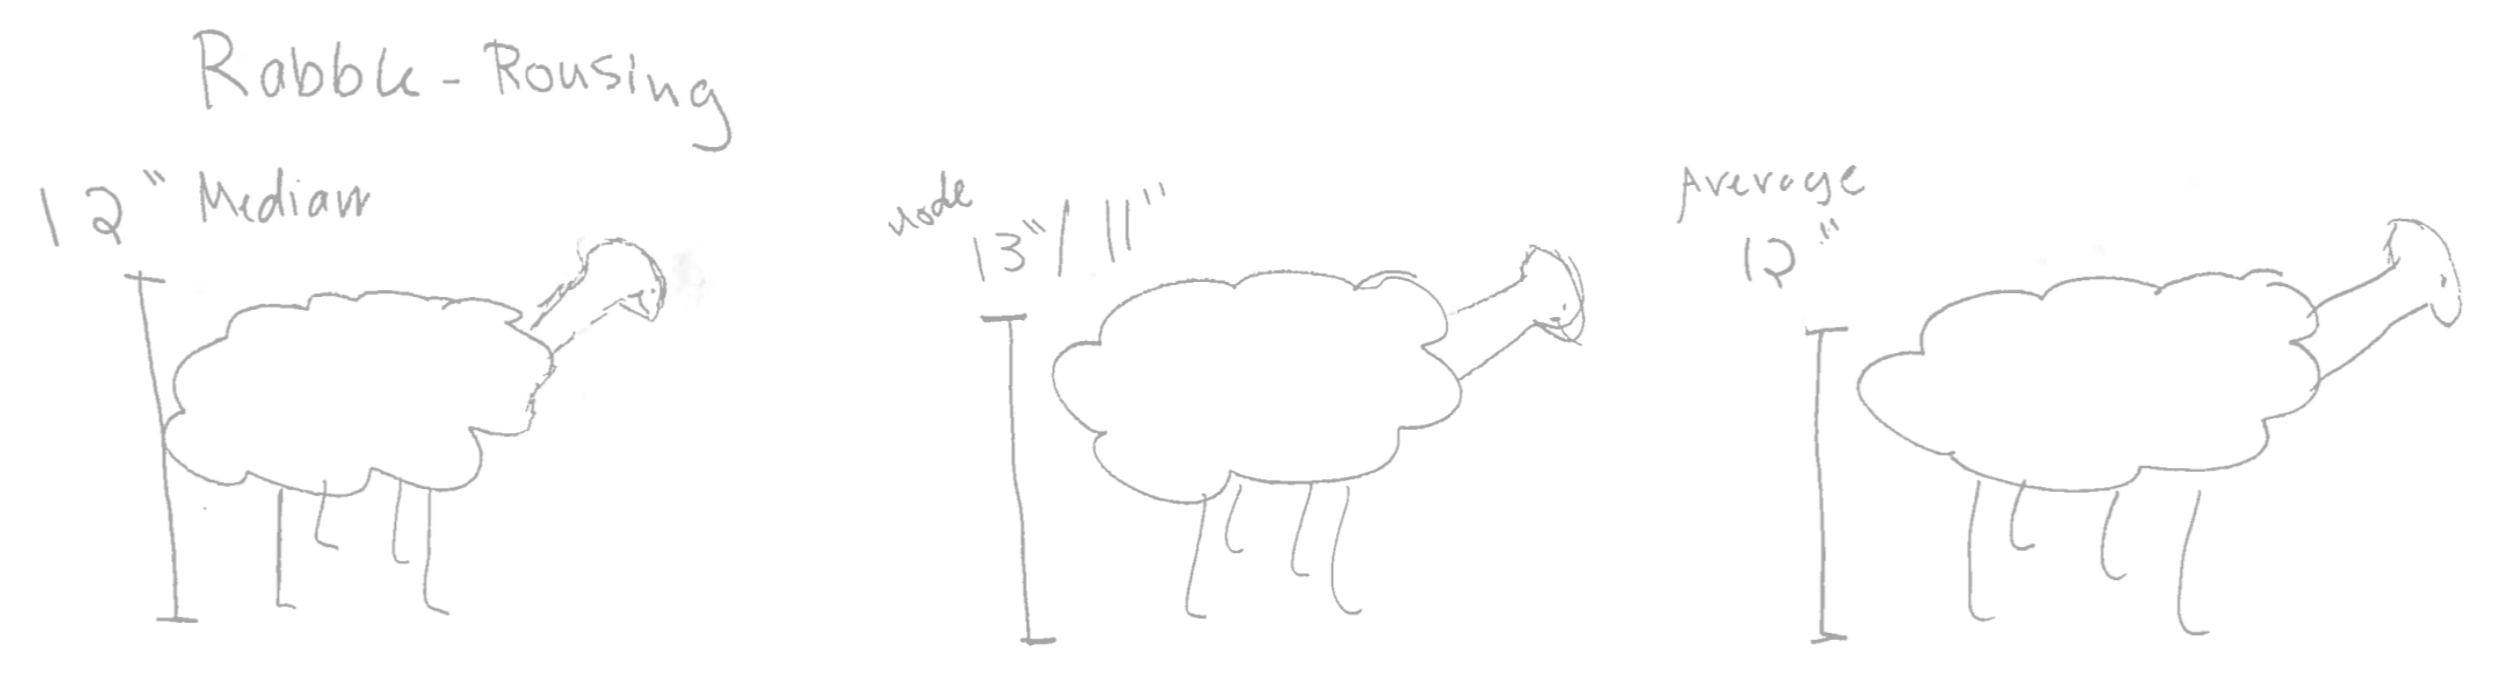 Rabble-Rousing
12" Median
Mode
13"/11"
Average
12"